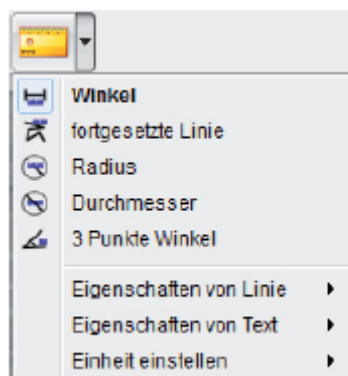 Winkel
fortgesetzte Linie
Radius
Durchmesser
3 Punkte Winkel
Eigenschaften von Linie
Eigenschaften von Text
Einheit einstellen